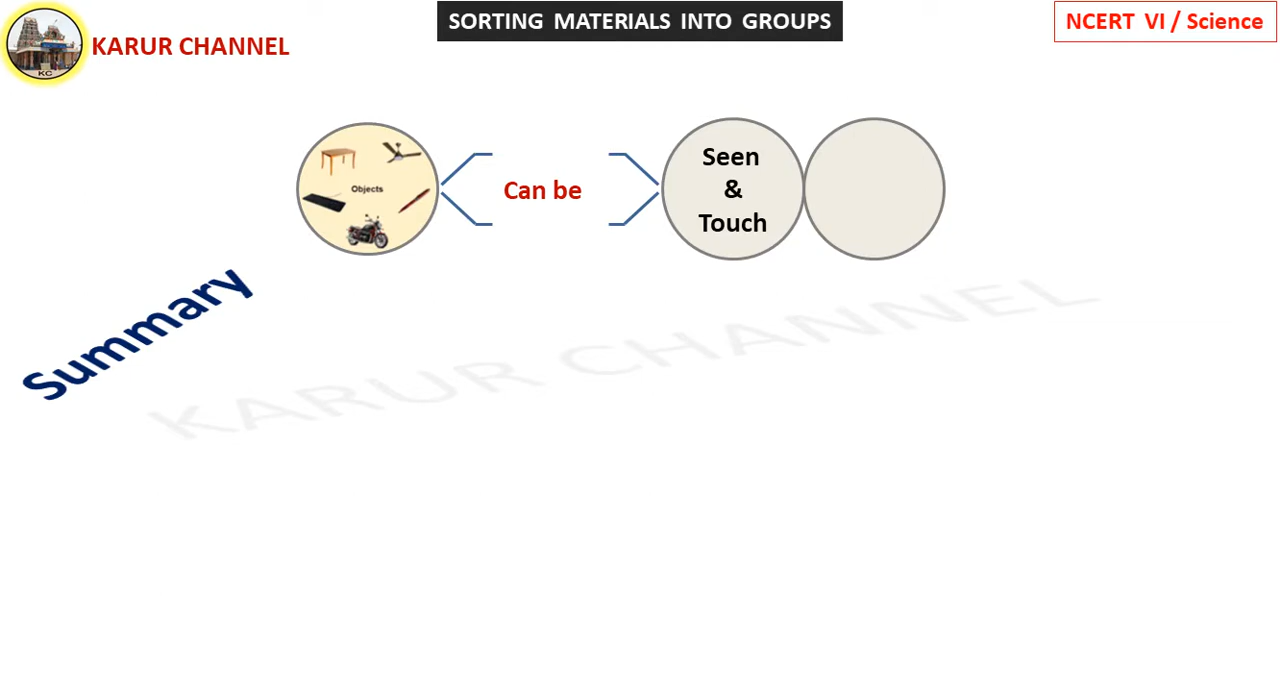 SORTING MATERIALS INTO GROUPS
NCERT VI / Science
KARUR CHANNEL
KC
Objects
Can be
Seen
&
Touch
Summary
KARUR CHANNEL